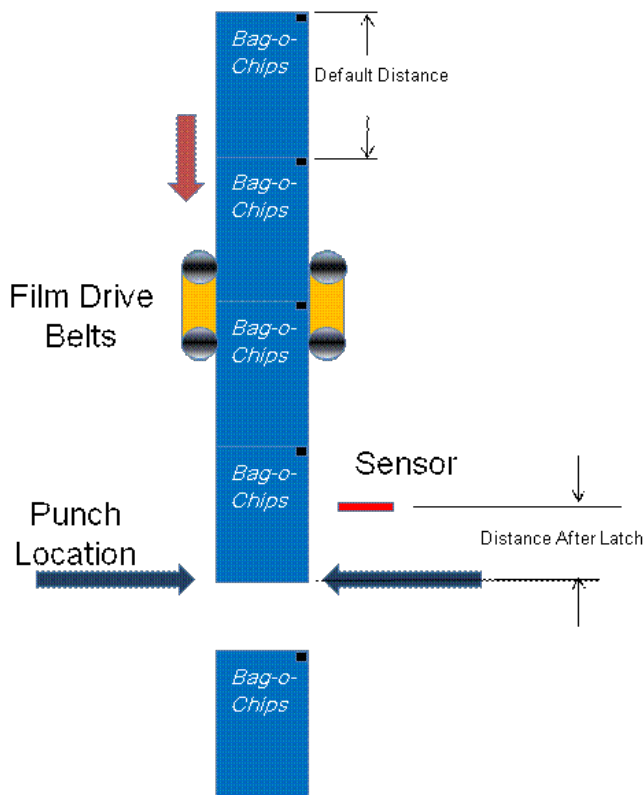 Bag-o-
Chips
Default Distance
Bag-o-
Chips
Film Drive
Belts
Bag-o-
Chips
Bag-o-
Chips
Sensor
Punch
Location
Distance After Latch
Bag-o-
Chips